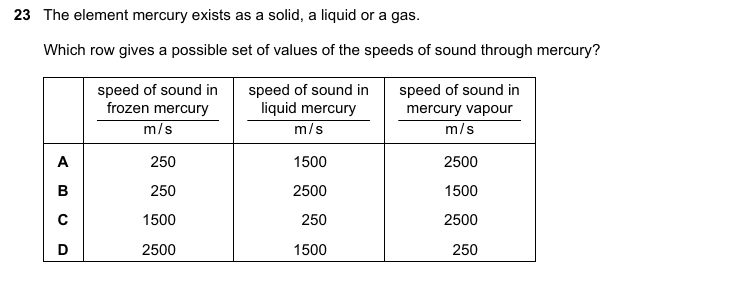 23 The element mercury exists as a solid, a liquid or a gas.
Which row gives a possible set of values of the speeds of sound through mercury?
speed of sound in speed of sound in speed of sound in
frozen mercury liquid mercury mercury vapour
m/s m/s m/s
A 250 1500 2500
B 250 2500 1500
C 1500 250 2500
D 2500 1500 250